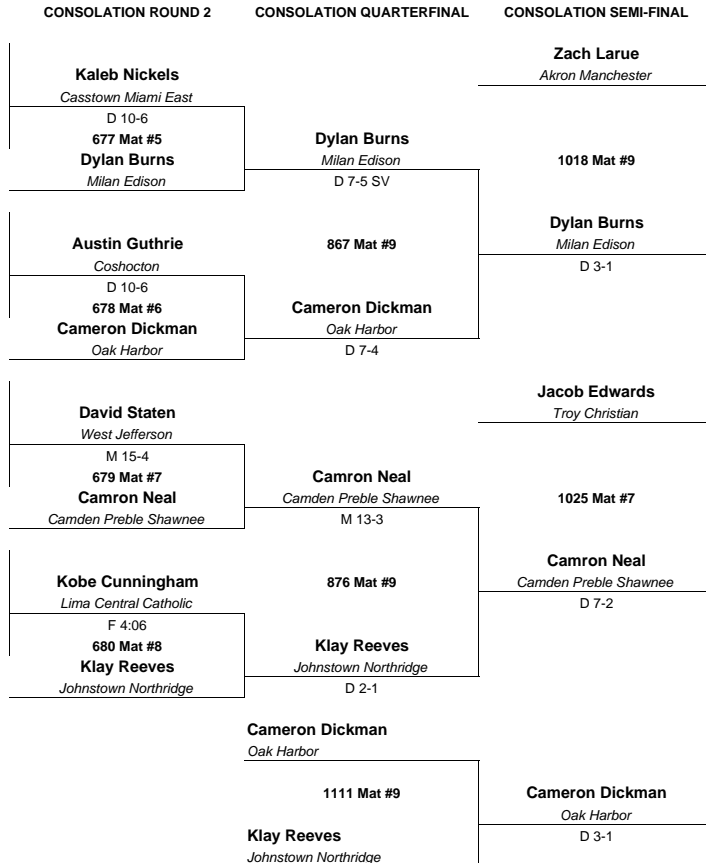 CONSOLATION ROUND 2
CONSOLATION QUARTERFINAL
CONSOLATION SEMI-FINAL
Kaleb Nickels
Casstown Miami East
D 10-6
677 Mat #5
Dylan Burns
Milan Edison
Austin Guthrie
Coshocton
D 10-6
678 Mat #6
Cameron Dickman
Oak Harbor
David Staten
West Jefferson
M 15-4
679 Mat #7
Camron Neal
Camden Preble Shawnee
Kobe Cunningham
Lima Central Catholic
F 4:06
680 Mat #8
Klay Reeves
Johnstown Northridge
Dylan Burns
Milan Edison
D 7-5 SV
867 Mat #9
Cameron Dickman
Oak Harbor
D 7-4
Camron Neal
Camden Preble Shawnee
M 13-3
876 Mat #9
Klay Reeves
Johnstown Northridge
D 2-1
Zach Larue
Akron Manchester
1018 Mat #9
Dylan Burns
Milan Edison
D 3-1
Jacob Edwards
Troy Christian
1025 Mat #7
Camron Neal
Camden Preble Shawnee
D 7-2
Cameron Dickman
Oak Harbor
1111 Mat #9
Klay Reeves
Johnstown Northridge
Cameron Dickman
Oak Harbor
D 3-1